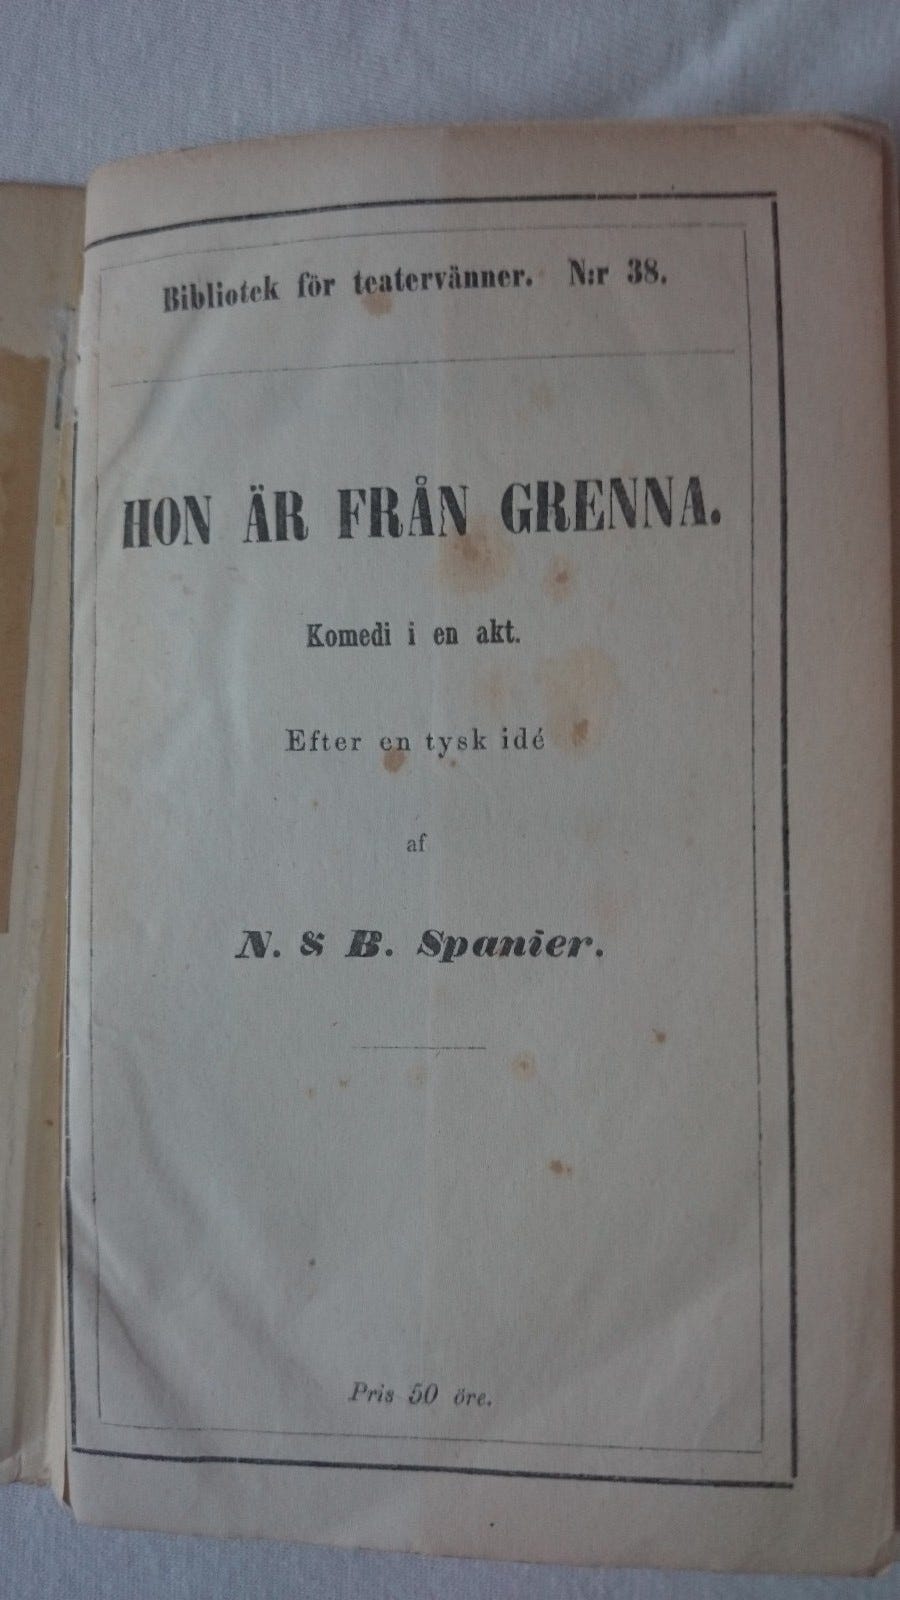 Bibliotek för teatervänner. N:r 38.
HON ÄR FRÅN GRENNA.
Komedi i en akt.
Efter en tysk idé
af
N. & B. Spanier.
Pris 50 öre.